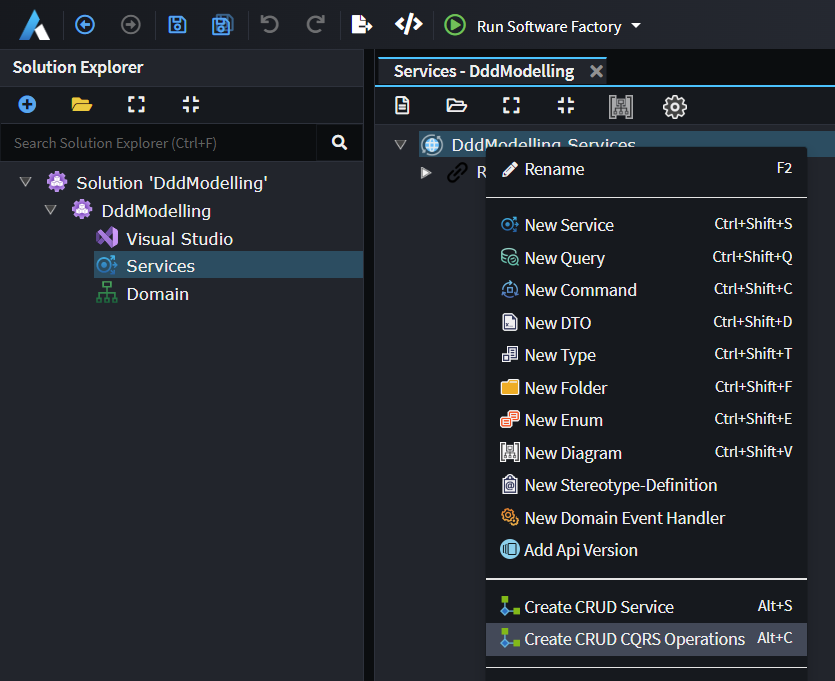 Run Software Factory
Solution Explorer
Services - DddModelling
Search Solution Explorer (Ctrl+F)
Solution 'DddModelling'
DddModelling
Visual Studio
Services
Domain
DddModelling Services
R
Rename F2
New Service Ctrl+Shift+S
New Query Ctrl+Shift+Q
New Command Ctrl+Shift+C
New DTO Ctrl+Shift+D
New Type Ctrl+Shift+T
New Folder Ctrl+Shift+F
New Enum Ctrl+Shift+E
New Diagram Ctrl+Shift+V
New Stereotype-Definition
New Domain Event Handler
Add Api Version
Create CRUD Service Alt+S
Create CRUD CQRS Operations Alt+C